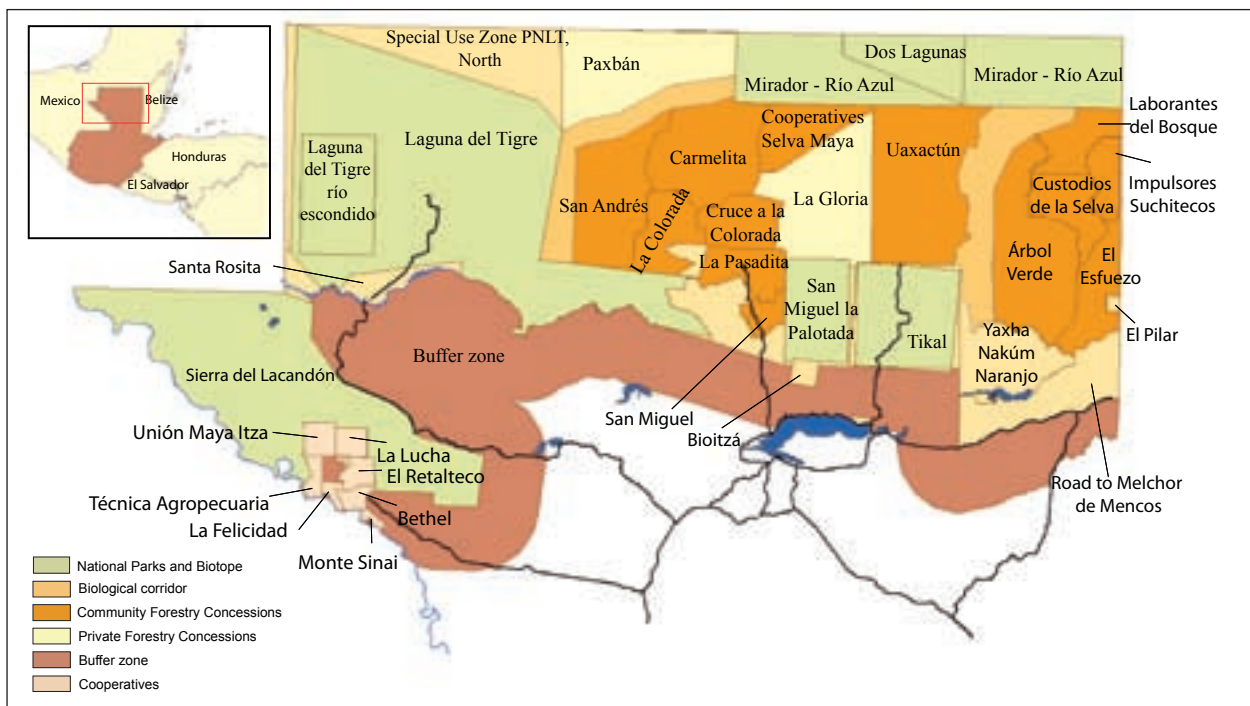 Mexico
Belize
Honduras
El Salvador
Special Use Zone PNLT,
North
Paxbán
Dos Lagunas
Mirador - Río Azul
Mirador - Río Azul
Laborantes
del Bosque
Laguna del Tigre
Laguna
del Tigre
río
escondido
Cooperatives
Selva Maya
Carmelita
Uaxactún
Custodios
de la Selva
Impulsores
Suchitecos
San Andrés
La Colorada
Cruce a la
Colorada
La Gloria
La Pasadita
Árbol
Verde
El
Esfuezo
Santa Rosita
San
Miguel la
Palotada
Tikal
El Pilar
Yaxha
Nakúm
Naranjo
Buffer zone
Sierra del Lacandón
San Miguel
Bioitzá
Unión Maya Itza
La Lucha
El Retalteco
Técnica Agropecuaria
La Felicidad
Bethel
Monte Sinai
Road to Melchor
de Mencos
National Parks and Biotope
Biological corridor
Community Forestry Concessions
Private Forestry Concessions
Buffer zone
Cooperatives